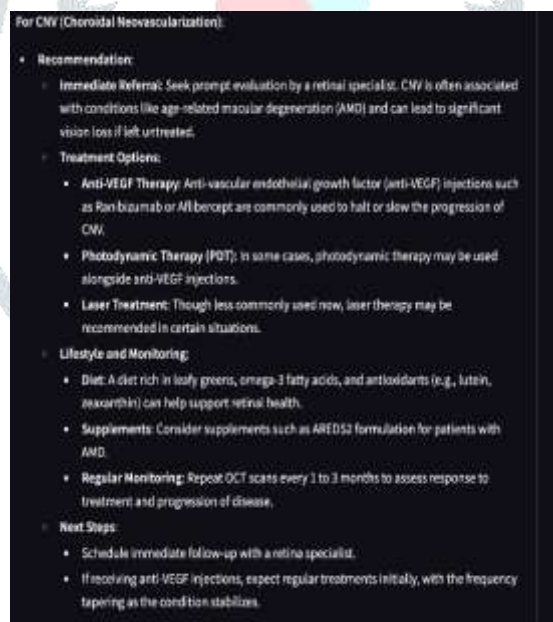 For CNV (Choroidal Neovascularization):
• Recommendation:
Immediate Referral: Seek prompt evaluation by a retinal specialist. CNV is often associated
with conditions like age-related macular degeneration (AMD) and can lead to significant
vision loss if left untreated.
Treatment Options:
• Anti-VEGF Therapy: Anti-vascular endothelial growth factor (anti-VEGF) injections such
as Ranibizumab or Aflibercept are commonly used to halt or slow the progression of
CNV.
• Photodynamic Therapy (PDT): In some cases, photodynamic therapy may be used
alongside anti-VEGF injections.
• Laser Treatment: Though less commonly used now, laser therapy may be
recommended in certain situations.
Lifestyle and Monitoring:
• Diet: A diet rich in leafy greens, omega-3 fatty acids, and antioxidants (e.g., lutein,
zeaxanthin) can help support retinal health.
• Supplements: Consider supplements such as AREDS2 formulation for patients with
AMD.
• Regular Monitoring: Repeat OCT scans every 1 to 3 months to assess response to
treatment and progression of disease.
Next Steps:
• Schedule immediate follow-up with a retina specialist.
• If receiving anti-VEGF injections, expect regular treatments initially, with the frequency
tapering as the condition stabilizes.